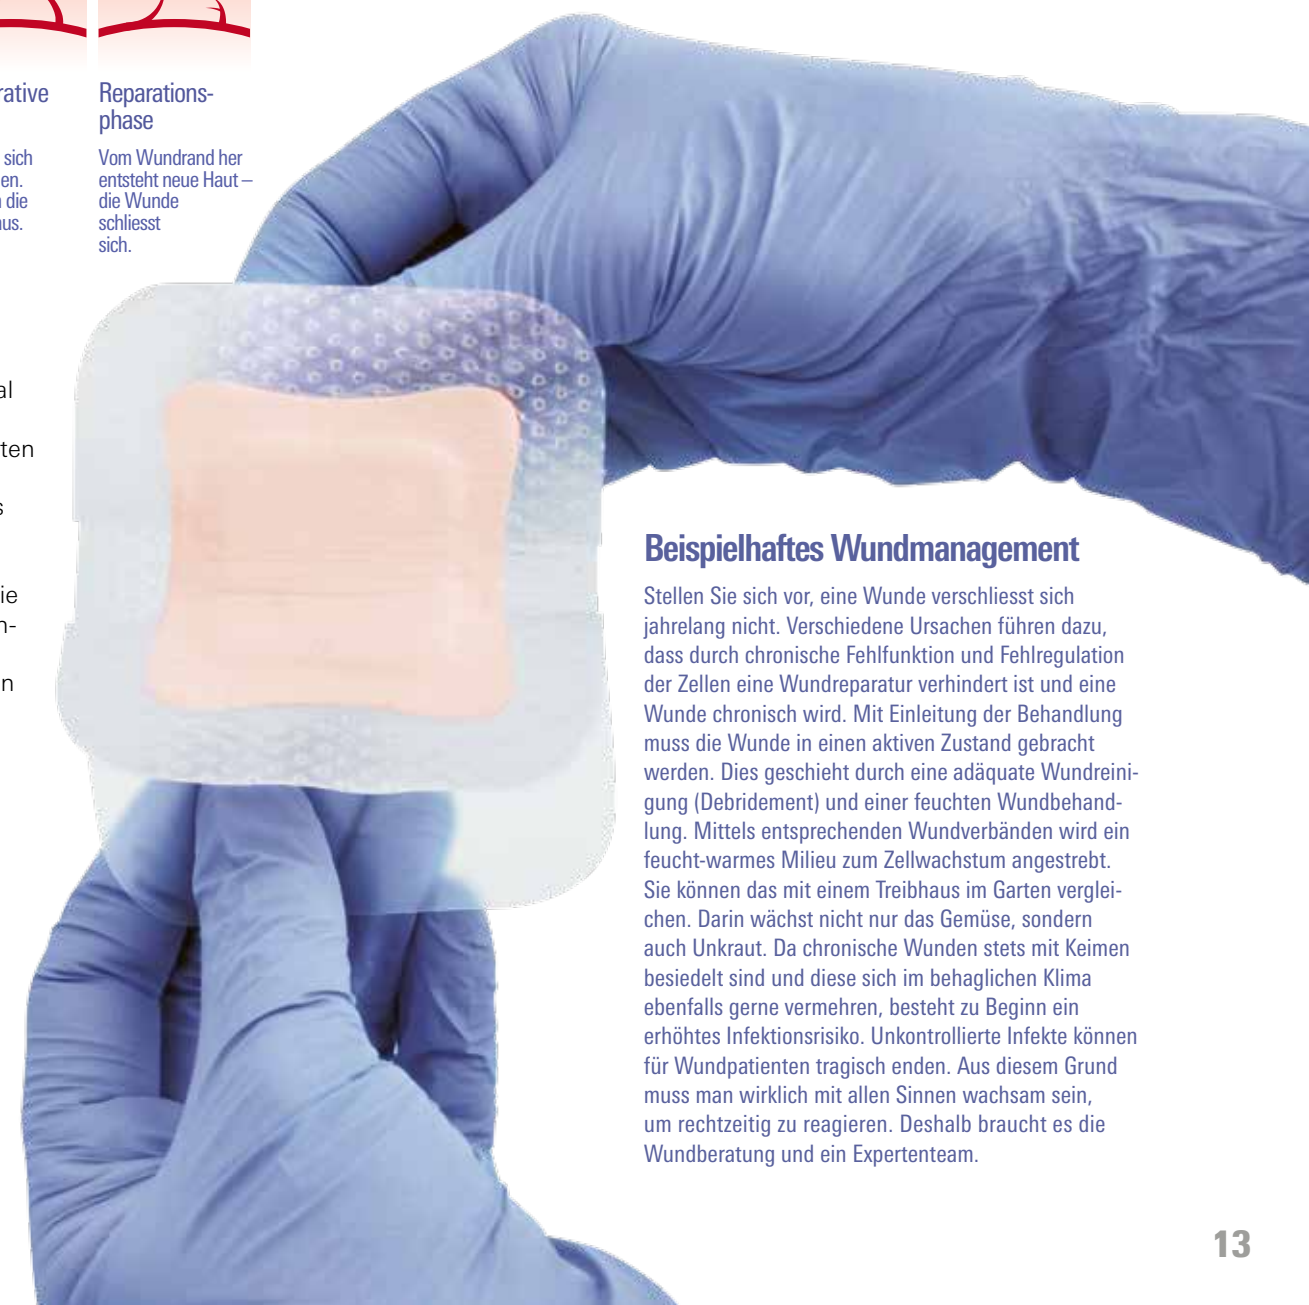 rative
sich
en.
die
us.
Reparations-
phase
Vom Wundrand her
entsteht neue Haut –
die Wunde
schliesst
sich.
al
ten
s
ie
n-
n
Beispielhaftes Wundmanagement
Stellen Sie sich vor, eine Wunde verschliesst sich
jahrelang nicht. Verschiedene Ursachen führen dazu,
dass durch chronische Fehlfunktion und Fehlregulation
der Zellen eine Wundreparatur verhindert ist und eine
Wunde chronisch wird. Mit Einleitung der Behandlung
muss die Wunde in einen aktiven Zustand gebracht
werden. Dies geschieht durch eine adäquate Wundreini-
gung (Debridement) und einer feuchten Wundbehand-
lung. Mittels entsprechenden Wundverbänden wird ein
feucht-warmes Milieu zum Zellwachstum angestrebt.
Sie können das mit einem Treibhaus im Garten verglei-
chen. Darin wächst nicht nur das Gemüse, sondern
auch Unkraut. Da chronische Wunden stets mit Keimen
besiedelt sind und diese sich im behaglichen Klima
ebenfalls gerne vermehren, besteht zu Beginn ein
erhöhtes Infektionsrisiko. Unkontrollierte Infekte können
für Wundpatienten tragisch enden. Aus diesem Grund
muss man wirklich mit allen Sinnen wachsam sein,
um rechtzeitig zu reagieren. Deshalb braucht es die
Wundberatung und ein Expertenteam.
13